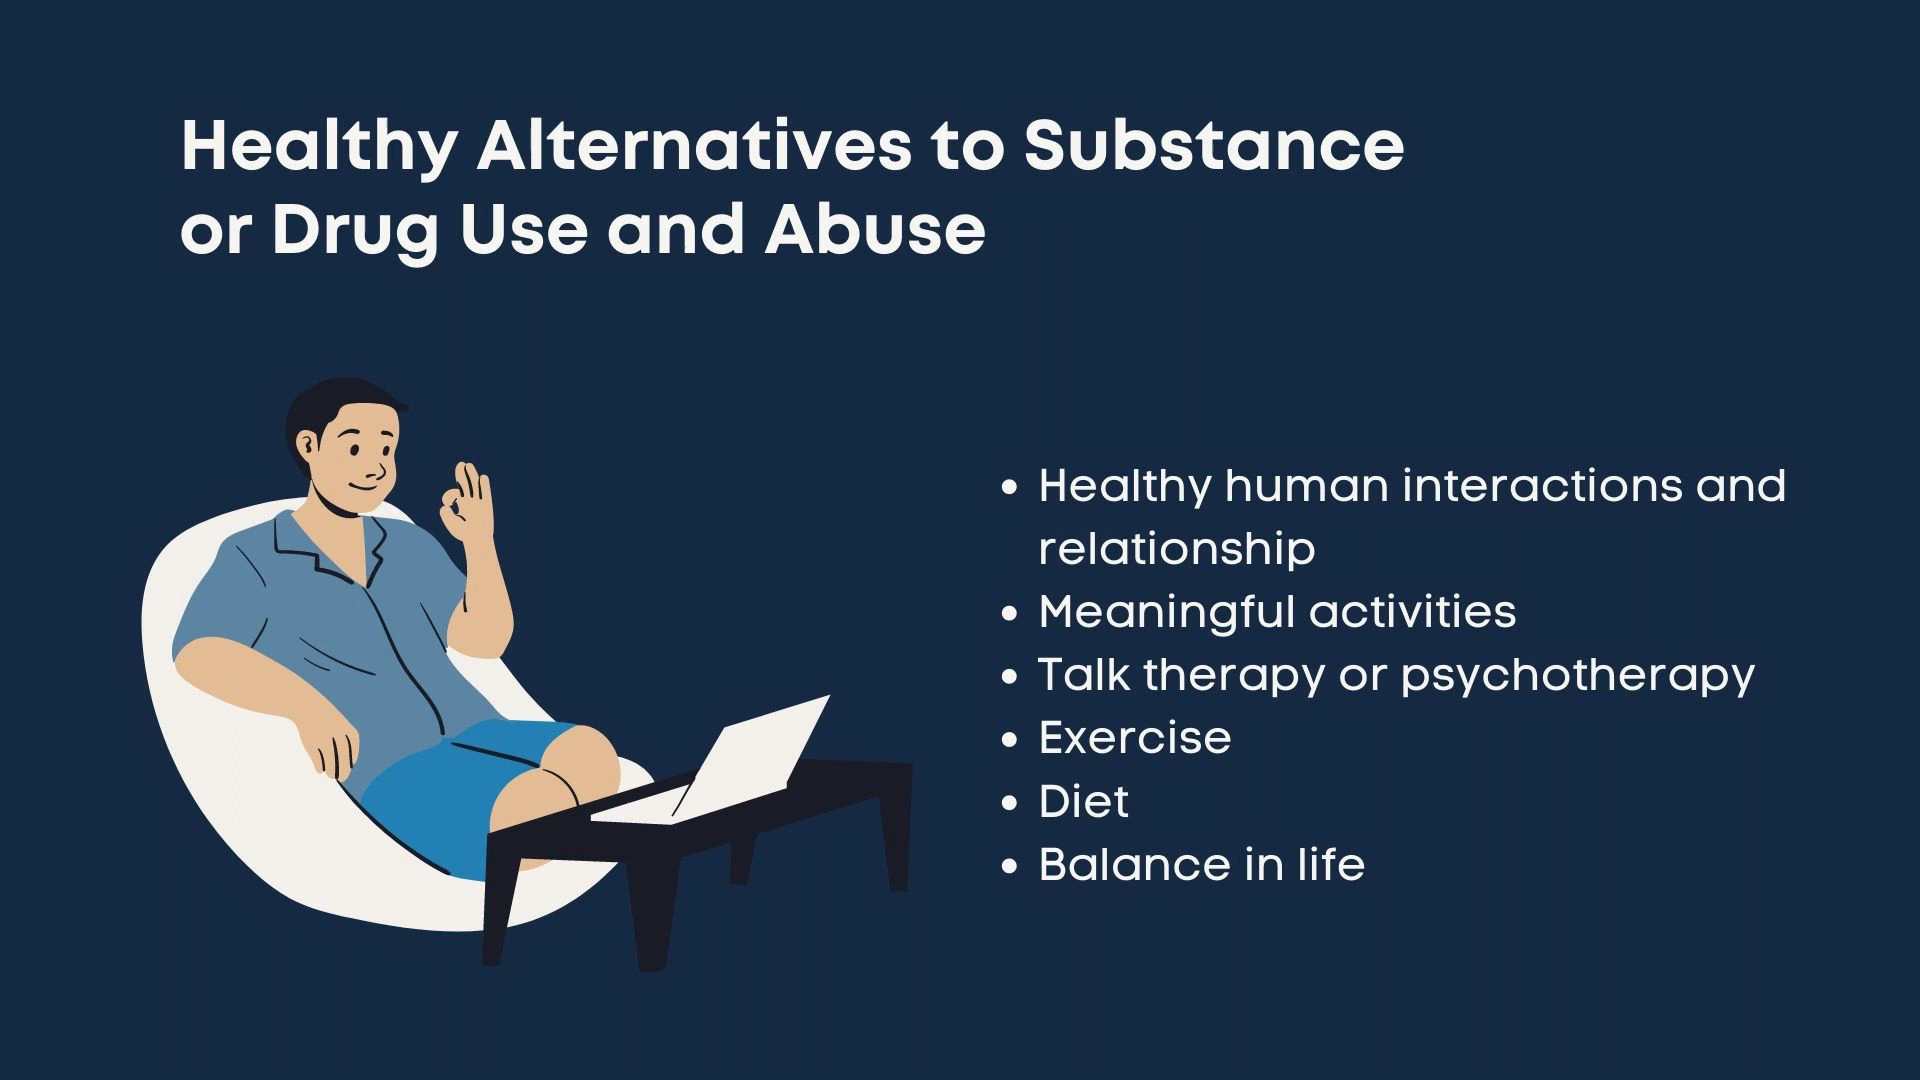 Healthy Alternatives to Substance
or Drug Use and Abuse
• Healthy human interactions and
relationship
• Meaningful activities
• Talk therapy or psychotherapy
• Exercise
• Diet
• Balance in life